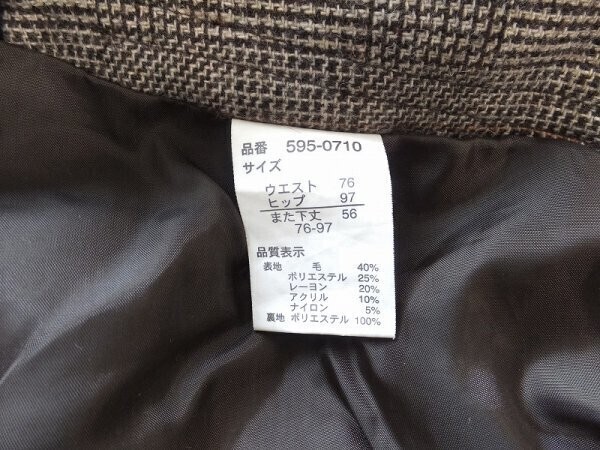 品番 595-0710
サイズ
ウエスト 76
ヒップ 97
また下丈 56
76-97
品質表示
表地 毛 40%
ポリエステル 25%
レーヨン 20%
アクリル 10%
ナイロン 5%
裏地 ポリエステル 100%